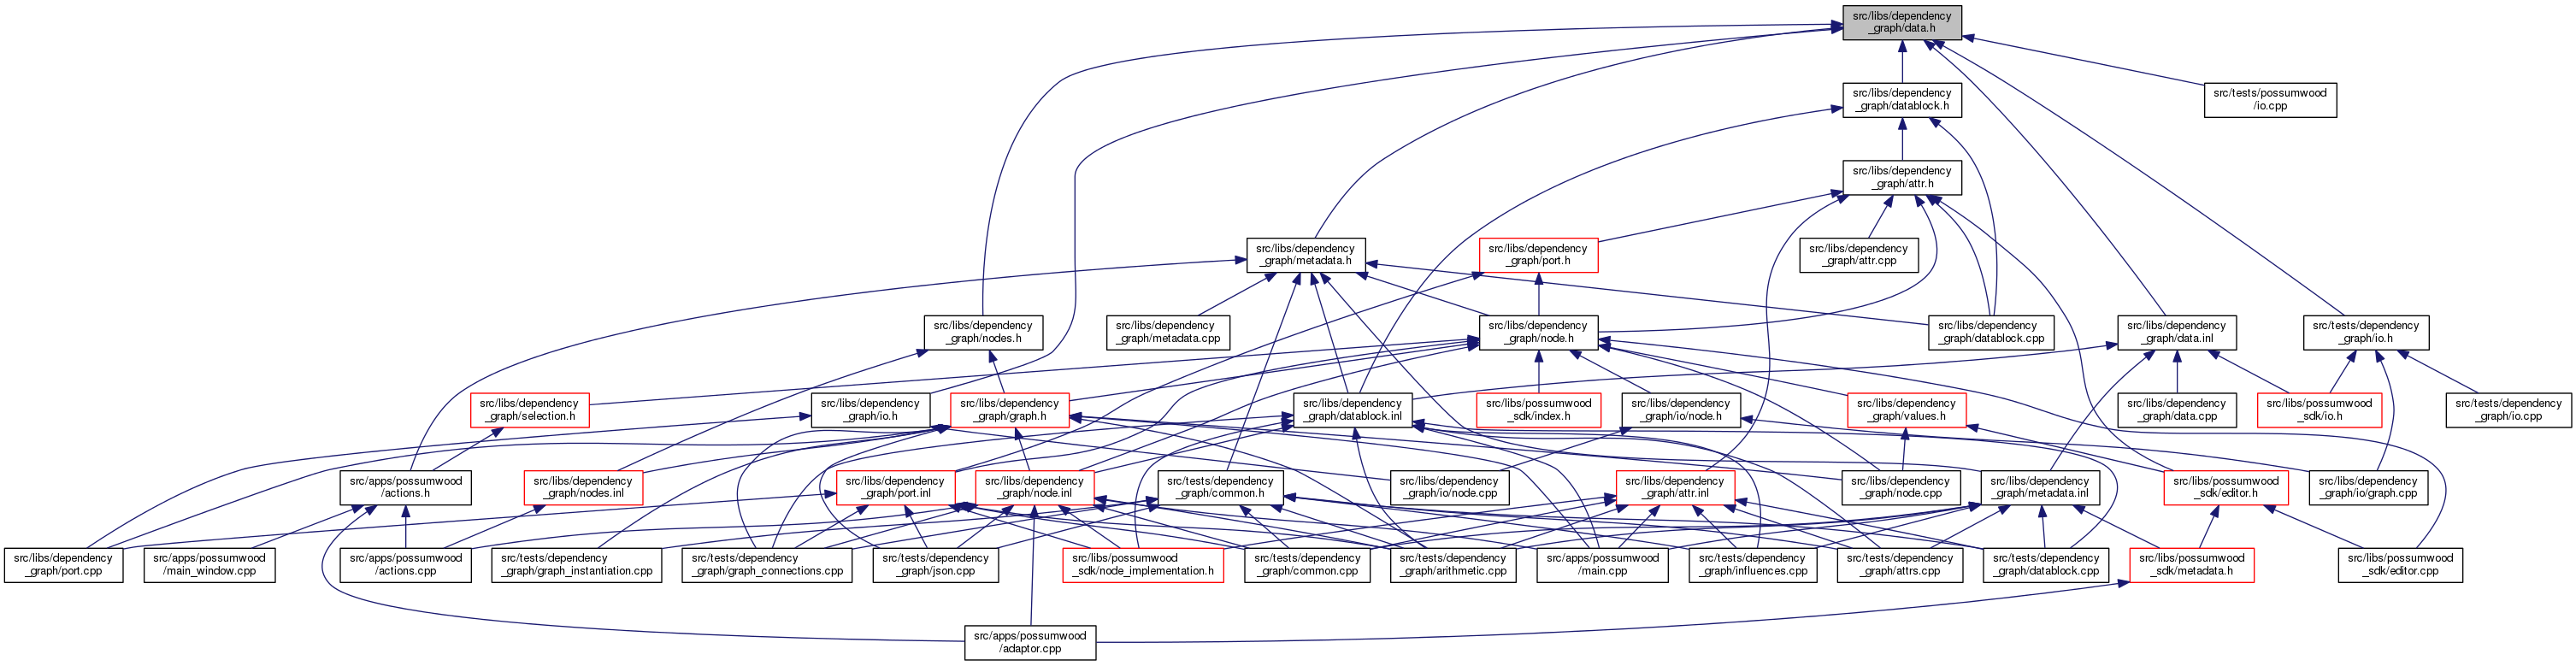 src/libs/dependency
_graph/data.h
src/libs/dependency
_graph/datablock.h
src/tests/possumwood
/io.cpp
src/libs/dependency
_graph/attr.h
src/libs/dependency
_graph/metadata.h
src/libs/dependency
_graph/port.h
src/libs/dependency
_graph/attr.cpp
src/libs/dependency
_graph/nodes.h
src/libs/dependency
_graph/metadata.cpp
src/libs/dependency
_graph/node.h
src/libs/dependency
_graph/datablock.cpp
src/libs/dependency
_graph/data.inl
src/tests/dependency
_graph/io.h
src/libs/dependency
_graph/selection.h
src/libs/dependency
_graph/io.h
src/libs/dependency
_graph/graph.h
src/libs/dependency
_graph/datablock.inl
src/libs/possumwood
_sdk/index.h
src/libs/dependency
_graph/io/node.h
src/libs/dependency
_graph/values.h
src/libs/dependency
_graph/data.cpp
src/libs/possumwood
_sdk/io.h
src/tests/dependency
_graph/io.cpp
src/apps/possumwood
/actions.h
src/libs/dependency
_graph/nodes.inl
src/libs/dependency
_graph/port.inl
src/libs/dependency
_graph/node.inl
src/tests/dependency
_graph/common.h
src/libs/dependency
_graph/io/node.cpp
src/libs/dependency
_graph/attr.inl
src/libs/dependency
_graph/node.cpp
src/libs/dependency
_graph/metadata.inl
src/libs/possumwood
_sdk/editor.h
src/libs/dependency
_graph/io/graph.cpp
src/libs/dependency
_graph/port.cpp
src/apps/possumwood
/main_window.cpp
src/apps/possumwood
/actions.cpp
src/tests/dependency
_graph/graph_instantiation.cpp
src/tests/dependency
_graph/graph_connections.cpp
src/tests/dependency
_graph/json.cpp
src/libs/possumwood
_sdk/node_implementation.h
src/tests/dependency
_graph/common.cpp
src/tests/dependency
_graph/arithmetic.cpp
src/apps/possumwood
/main.cpp
src/tests/dependency
_graph/influences.cpp
src/tests/dependency
_graph/attrs.cpp
src/tests/dependency
_graph/datablock.cpp
src/libs/possumwood
_sdk/metadata.h
src/libs/possumwood
_sdk/editor.cpp
src/apps/possumwood
/adaptor.cpp